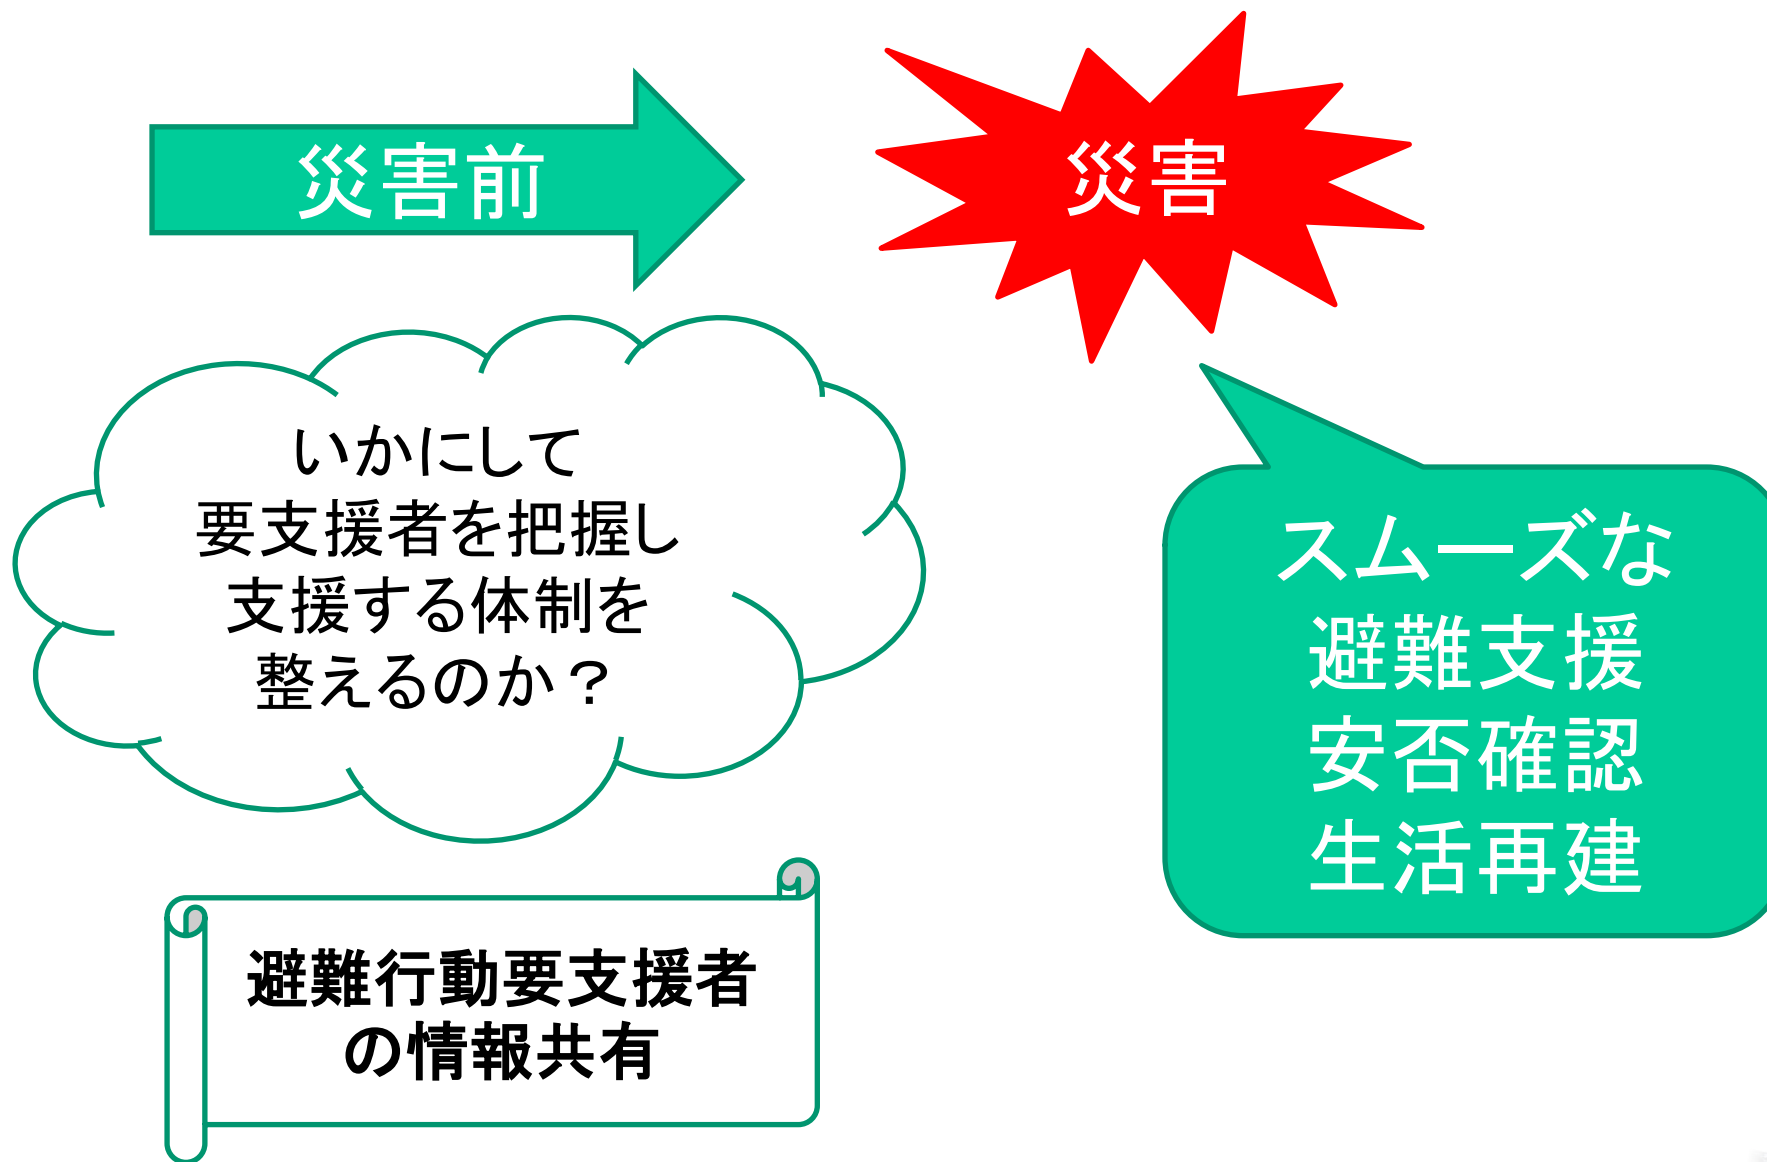 災害前
災害
いかにして
要支援者を把握し
支援する体制を
整えるのか？
スムーズな
避難支援
安否確認
生活再建
避難行動要支援者
の情報共有